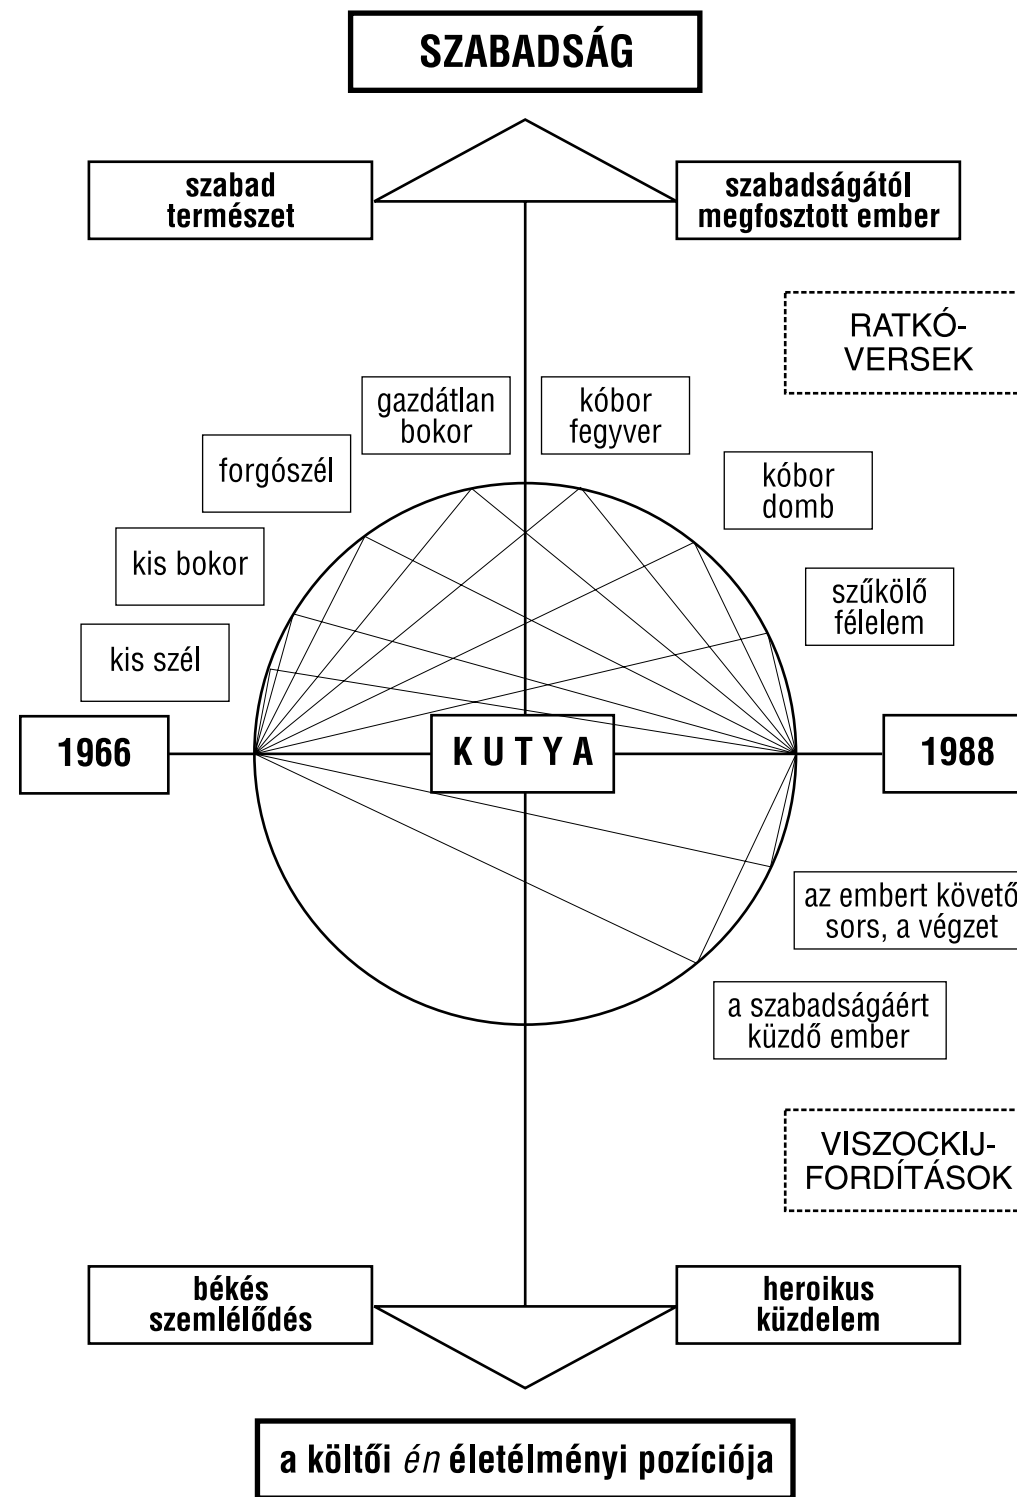 SZABADSÁG
szabad
természet
szabadságától
megfosztott ember
RATKÓ-
VERSEK
gazdátlan
bokor
kóbor
fegyver
forgószél
kóbor
domb
kis bokor
szűkölő
félelem
kis szél
1966
KUTYA
1988
az embert követő
sors, a végzet
a szabadságáért
küzdő ember
VISZOCKIJ-
FORDÍTÁSOK
békés
szemlélődés
heroikus
küzdelem
a költői én életélményi pozíciója